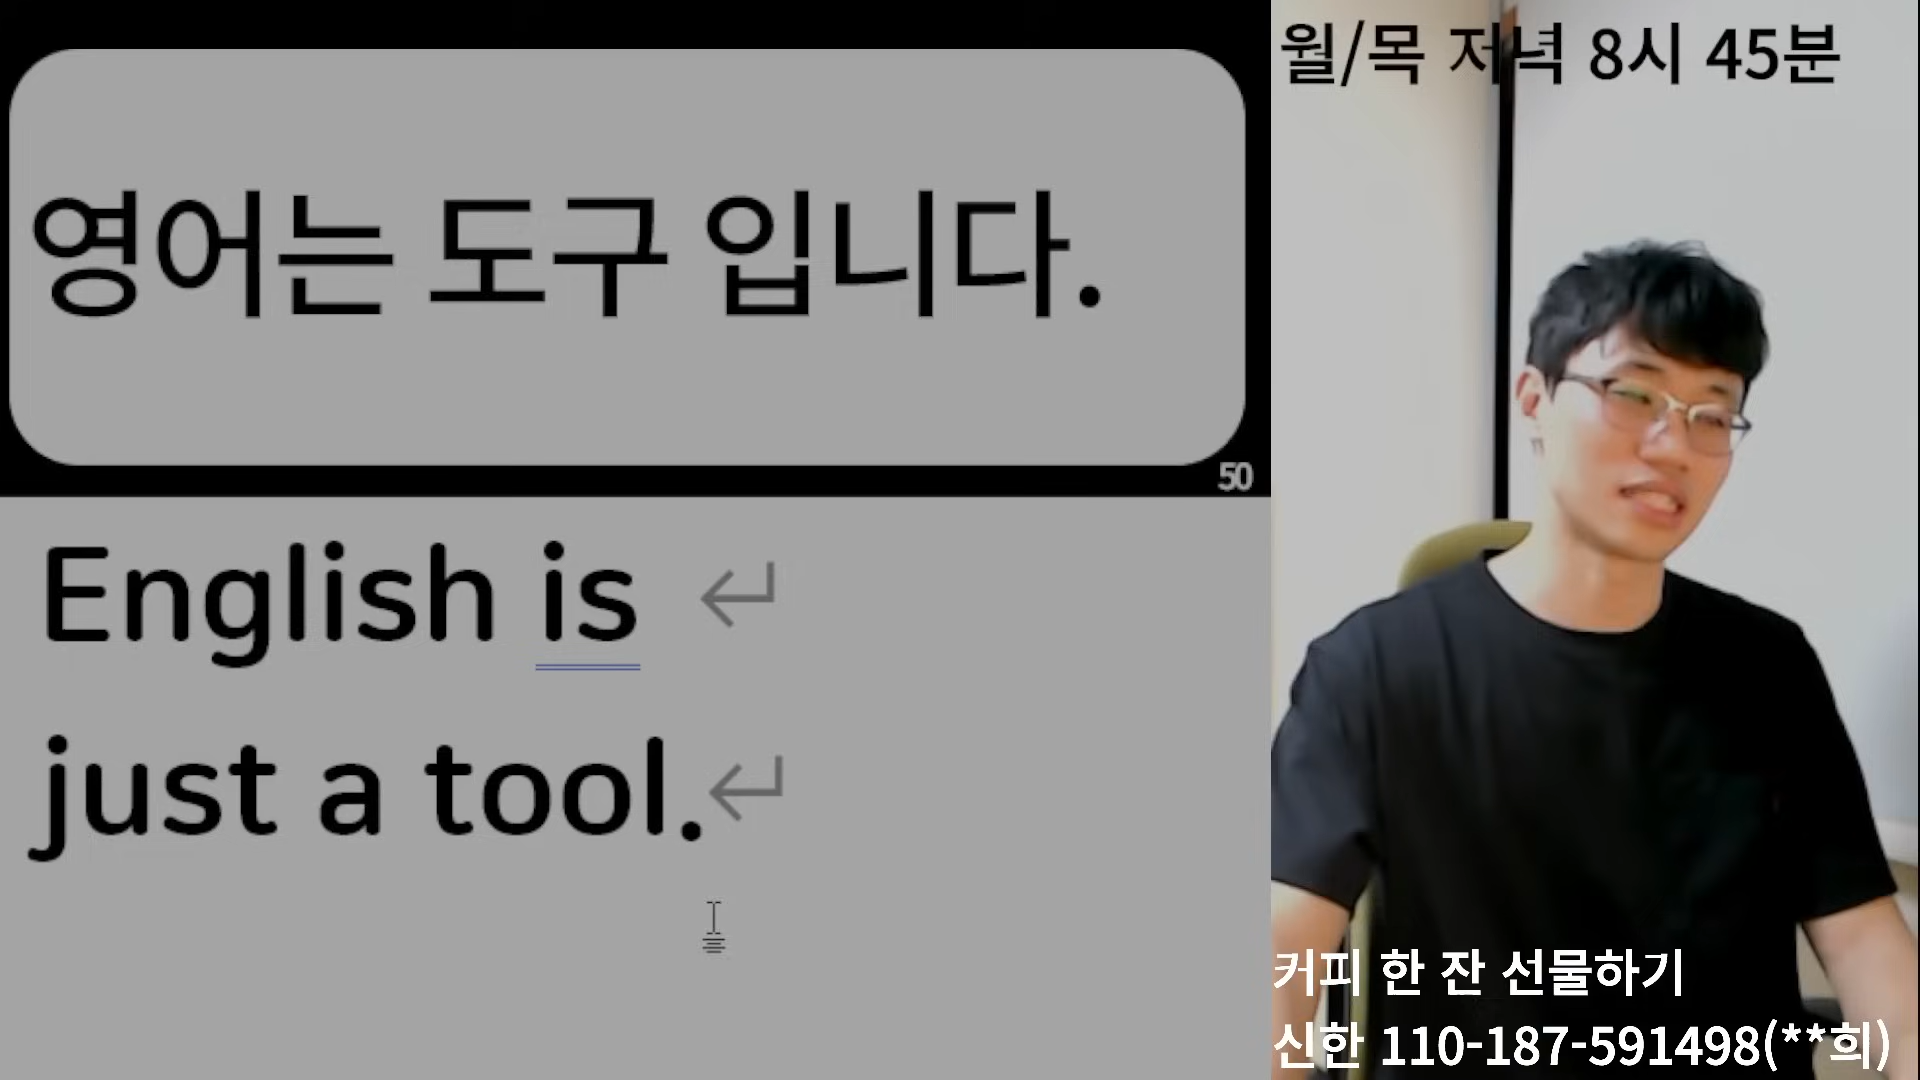 영어는 도구 입니다.
50
English is
just a tool.
월/목 저녁 8시 45분
커피 한 잔 선물하기
신한 110-187-591498(**희)